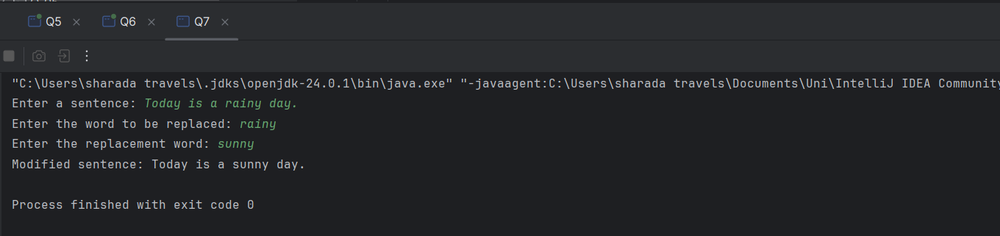 Q5 Q6 Q7
"C:\Users\sharada travels\.jdks\openjdk-24.0.1\bin\java.exe" "-javaagent:C:\Users\sharada travels\Documents\Uni\IntelliJ IDEA Community
Enter a sentence: Today is a rainy day.
Enter the word to be replaced: rainy
Enter the replacement word: sunny
Modified sentence: Today is a sunny day.
Process finished with exit code 0